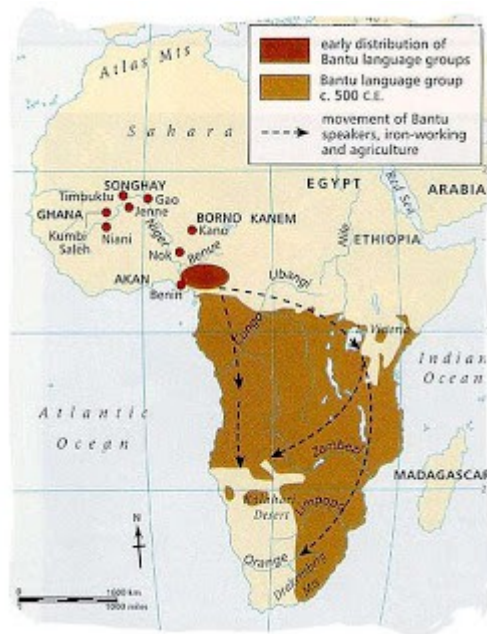 early distribution of
Bantu language groups
Bantu language group
c. 500 C.E.
movement of Bantu
speakers, iron-working
and agriculture
Atlas Mts
Sahara
EGYPT
Red Sea
ARABIA
SONGHAY
Timbuktu
Gao
Jenne
GHANA
BORNO KANEM
Kano
Kumbi
Saleh
Niani
Niger
Nile
ETHIOPIA
Nok
Benue
Ubangi
AKAN
Benin
Congo
Indian
Ocean
Atlantic
Ocean
Zambezi
MADAGASCAR
Kalahari
Desert
Limpopo
N
Orange
Drakensberg
Mts
1000 miles